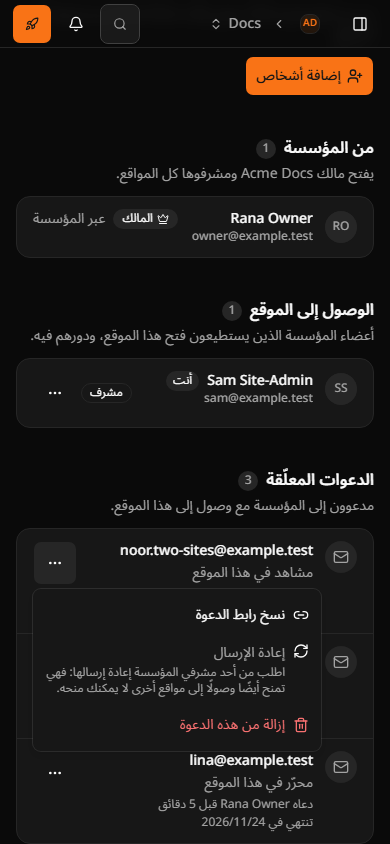 Docs
AD
إضافة أشخاص
من المؤسسة 1
يفتح مالك Acme Docs ومشرفوها كل المواقع.
RO
Rana Owner
المالك
عبر المؤسسة
owner@example.test
الوصول إلى الموقع 1
أعضاء المؤسسة الذين يستطيعون فتح هذا الموقع، ودورهم فيه.
SS
Sam Site-Admin
أنت
مشرف
sam@example.test
الدعوات المعلّقة 3
مدعوون إلى المؤسسة مع وصول إلى هذا الموقع.
noor.two-sites@example.test
مشاهد في هذا الموقع
نسخ رابط الدعوة
إعادة الإرسال
اطلب من أحد مشرفي المؤسسة إعادة إرسالها: فهي
تمنح أيضًا وصولًا إلى مواقع أخرى لا يمكنك منحه.
إزالة من هذه الدعوة
lina@example.test
محرّر في هذا الموقع
دعاه Rana Owner قبل 5 دقائق
تنتهي في 2026/11/24